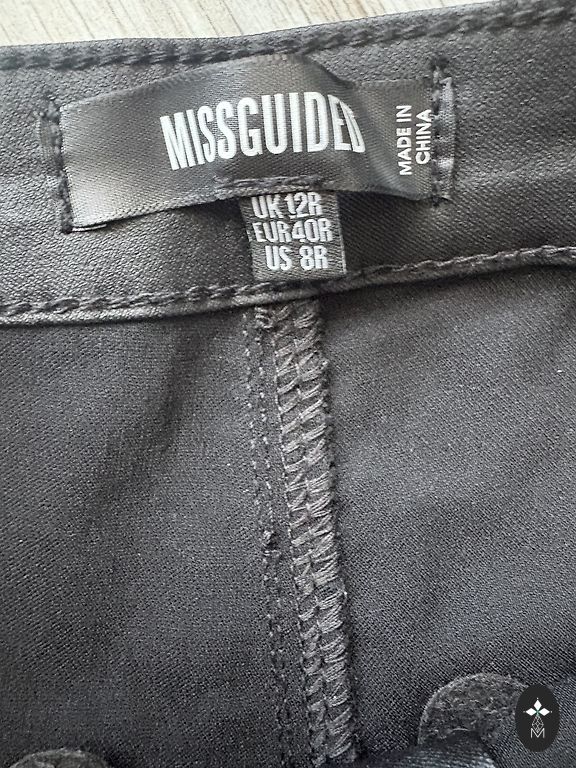 MISSGUIDED
MADE IN
CHINA
UK 12R
EUR40R
US 8R
M